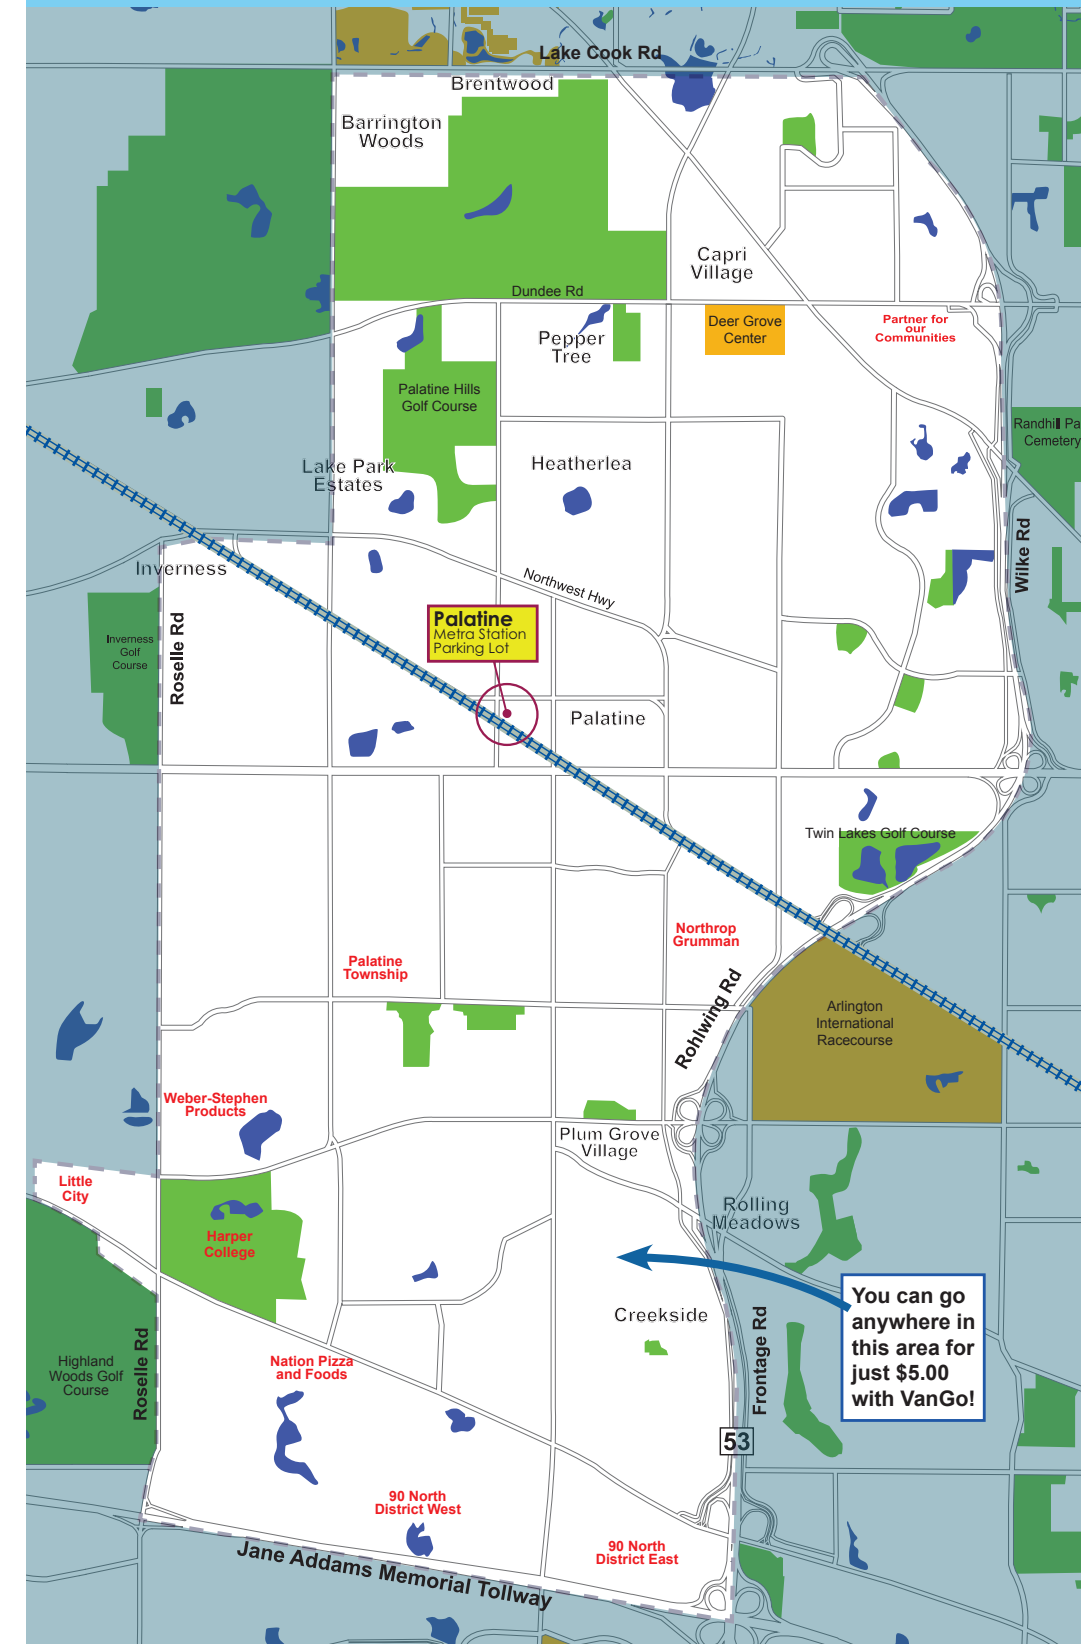 Lake Cook Rd
Brentwood
Barrington
Woods
Capri
Village
Dundee Rd
Pepper
Tree
Deer Grove
Center
Partner for
our
Communities
Palatine Hills
Golf Course
Randhill Pa
Cemetery
Lake Park
Estates
Heatherlea
Wilke Rd
Inverness
Northwest Hwy
Palatine
Metra Station
Parking Lot
Inverness
Golf
Course
Roselle Rd
Palatine
Twin Lakes Golf Course
Northrop
Grumman
Palatine
Township
Rohlwing Rd
Arlington
International
Racecourse
Weber-Stephen
Products
Plum Grove
Village
Little
City
Rolling
Meadows
Harper
College
You can go
anywhere in
this area for
just $5.00
with VanGo!
Creekside
Frontage Rd
Roselle Rd
Highland
Woods Golf
Course
Nation Pizza
and Foods
53
90 North
District West
90 North
District East
Jane Addams Memorial Tollway